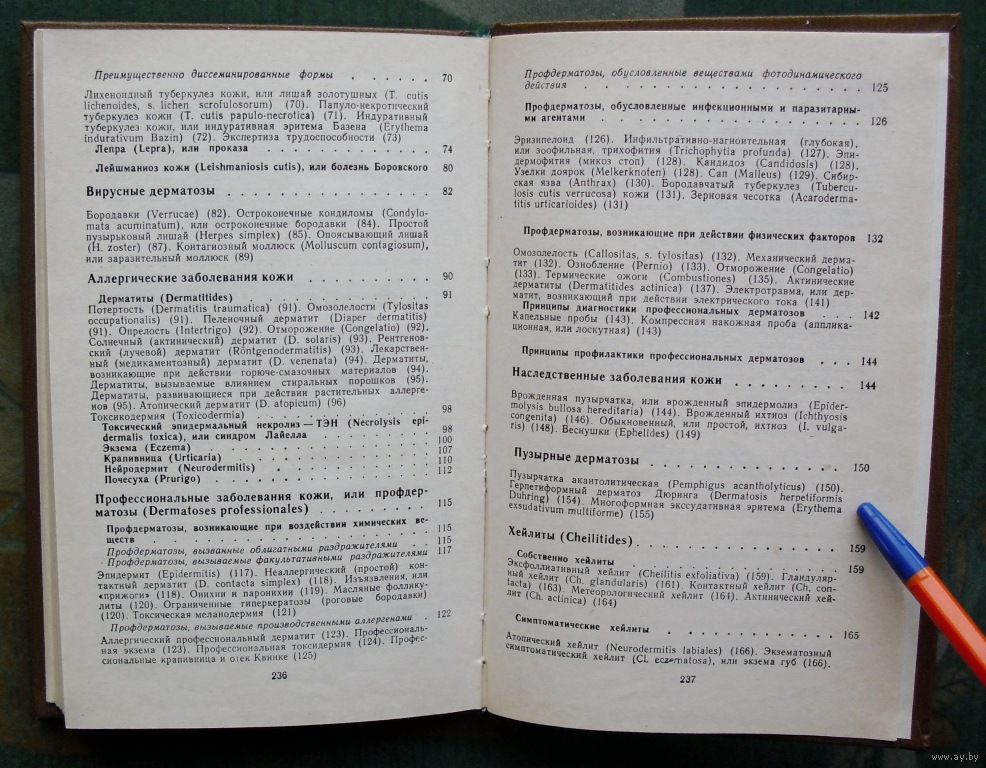 Преимущественно диссеминированные формы . . . . . . 70
Лихеноидный туберкулез кожи, или лишай золотушных (T. cutis
lichenoides, s. lichen scrofulosorum) (70). Папуло-некротический
туберкулез кожи (T. cutis papulo-necrotica) (71). Индуративный
туберкулез кожи, или индуративная эритема Базена (Erythema
indurativum Bazin) (72). Экспертиза трудоспособности (73)
Лепра (Lepra), или проказа . . . . . . . . . . 74
Лейшманиоз кожи (Leishmaniosis cutis), или болезнь Боровского 80
Вирусные дерматозы . . . . . . . . . . . . . 82
Бородавки (Verrucae) (82). Остроконечные кондиломы (Condylo-
mata acuminatum), или остроконечные бородавки (84). Простой
пузырьковый лишай (Herpes simplex) (85). Опоясывающий лишай
(H. zoster) (87). Контагиозный моллюск (Molluscum contagiosum),
или заразительный моллюск (89)
Аллергические заболевания кожи . . . . . . . . 90
Дерматиты (Dermatitides) . . . . . . . . . . . 91
Потертость (Dermatitis traumatica) (91). Омозолелости (Tylositas
occupationalis) (91). Пеленочный дерматит (Diaper dermatitis)
(91). Опрелость (Intertrigo) (92). Отморожение (Congelatio) (92).
Солнечный (актинический) дерматит (D. solaris) (93). Рентгенов-
ский (лучевой) дерматит (Röntgendermatitis) (93). Лекарствен-
ный (медикаментозный) дерматит (D. venenata) (94). Дерматиты,
возникающие при действии горюче-смазочных материалов (94).
Дерматиты, вызываемые влиянием стиральных порошков (95).
Дерматиты, развивающиеся при действии растительных аллерге-
нов (95). Атопический дерматит (D. atopicum) (96)
Токсикодермия (Toxicodermia) . . . . . . . . . . 98
Токсический эпидермальный некролиз — ТЭН (Necrolysis epi-
dermalis toxica), или синдром Лайелла . . . . . . . 98
Экзема (Eczema) . . . . . . . . . . . . . 100
Крапивница (Urticaria) . . . . . . . . . . . 107
Нейродермит (Neurodermitis) . . . . . . . . . 110
Почесуха (Prurigo) . . . . . . . . . . . . 112
Профессиональные заболевания кожи, или профдер-
матозы (Dermatoses professionales) . . . . . . . . 115
Профдерматозы, возникающие при воздействии химических ве-
ществ . . . . . . . . . . . . . . . 115
Профдерматозы, вызванные облигатными раздражителями . . 115
Профдерматозы, вызываемые факультативными раздражителями 117
Эпидермит (Epidermitis) (117). Неаллергический (простой) кон-
тактный дерматит (D. contacta simplex) (118). Изъязвления, или
«прижоги» (118). Онихии и паронихии (119). Масляные фоллику-
литы (120). Ограниченные гиперкератозы (роговые бородавки)
(120). Токсическая меланодермия (121)
Профдерматозы, вызываемые производственными аллергенами . 122
Аллергический профессиональный дерматит (123). Профессиональ-
ная экзема (123). Профессиональная токсидермия (124). Профес-
сиональные крапивница и отек Квинке (125)
236
Профдерматозы, обусловленные веществами фотодинамического
действия . . . . . . . . . . . . . . . 125
Профдерматозы, обусловленные инфекционными и паразитарны-
ми агентами . . . . . . . . . . . . . . 126
Эризипелоид (126). Инфильтративно-нагноительная (глубокая),
или зоофильная, трихофития (Trichophytia profunda) (127). Эпи-
дермофития (микоз стоп) (128). Кандидоз (Candidosis) (128).
Узелки доярок (Melkerknoten) (128). Сап (Malleus) (129). Сибир-
ская язва (Anthrax) (130). Бородавчатый туберкулез (Tubercu-
losis cutis verrucosa) кожи (131). Зерновая чесотка (Acaroderma-
titis urticarioides) (131)
Профдерматозы, возникающие при действии физических факторов 132
Омозолелость (Callositas, s. tylositas) (132). Механический дерма-
тит (132). Ознобление (Pernio) (133). Отморожение (Congelatio)
(133). Термические ожоги (Combustiones) (135). Актинические
дерматиты (Dermatitides actinica) (137). Электротравма, или дер-
матит, возникающий при действии электрического тока (141)
Принципы диагностики профессиональных дерматозов . . . 142
Капельные пробы (143). Компрессная накожная проба (апплика-
ционная, или лоскутная) (143)
Принципы профилактики профессиональных дерматозов . . . . 144
Наследственные заболевания кожи . . . . . . . . 144
Врожденная пузырчатка, или врожденный эпидермолиз (Epider-
molysis bullosa hereditaria) (144). Врожденный ихтиоз (Ichthyosis
congenita) (146). Обыкновенный, или простой, ихтиоз (I. vulga-
ris) (148). Веснушки (Ephelides) (149)
Пузырные дерматозы . . . . . . . . . . . . 150
Пузырчатка акантолитическая (Pemphigus acantholyticus) (150).
Герпетиформный дерматоз Дюринга (Dermatosis herpetiformis
Duhring) (154). Многоформная экссудативная эритема (Erythema
exsudativum multiforme) (155)
Хейлиты (Cheilitides) . . . . . . . . . . . . 159
Собственно хейлиты . . . . . . . . . . . . 159
Эксфолиативный хейлит (Cheilitis exfoliativa) (159). Гландуляр-
ный хейлит (Ch. glandularis) (161). Контактный хейлит (Ch. con-
tacta) (163). Метеорологический хейлит (164). Актинический хей-
лит (Ch. actinica) (164)
Симптоматические хейлиты . . . . . . . . . . 165
Атопический хейлит (Neurodermitis labiales) (166). Экзематозный
симптоматический хейлит (Cl. eczematosa), или экзема губ (166).
237
www.ay.by